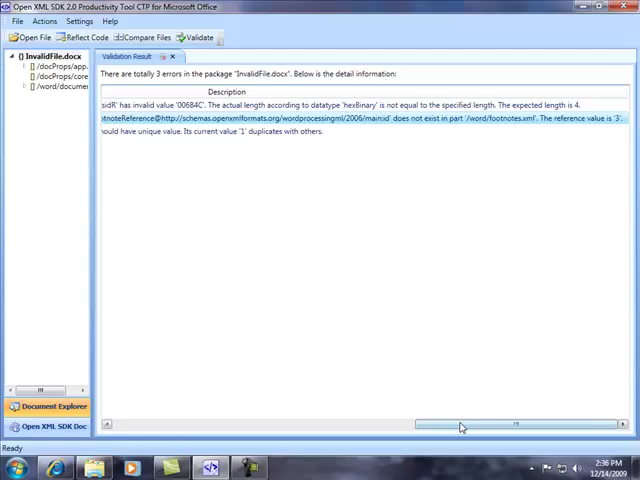 Open XML SDK 2.0 Productivity Tool CTP for Microsoft Office
File Actions Settings Help
Open File Reflect Code Compare Files Validate
{} InvalidFile.docx
[] /docProps/app.
[] /docProps/core
[] /word/documen
Validation Result
There are totally 3 errors in the package "InvalidFile.docx". Below is the detail information:
Description
sidR' has invalid value '006B4C'. The actual length according to datatype 'hexBinary' is not equal to the specified length. The expected length is 4.
otnoteReference@http://schemas.openxmlformats.org/wordprocessingml/2006/main:id' does not exist in part '/word/footnotes.xml'. The reference value is '3'.
ould have unique value. Its current value '1' duplicates with others.
Document Explorer
Open XML SDK Doc
Ready
2:36 PM
12/14/2009